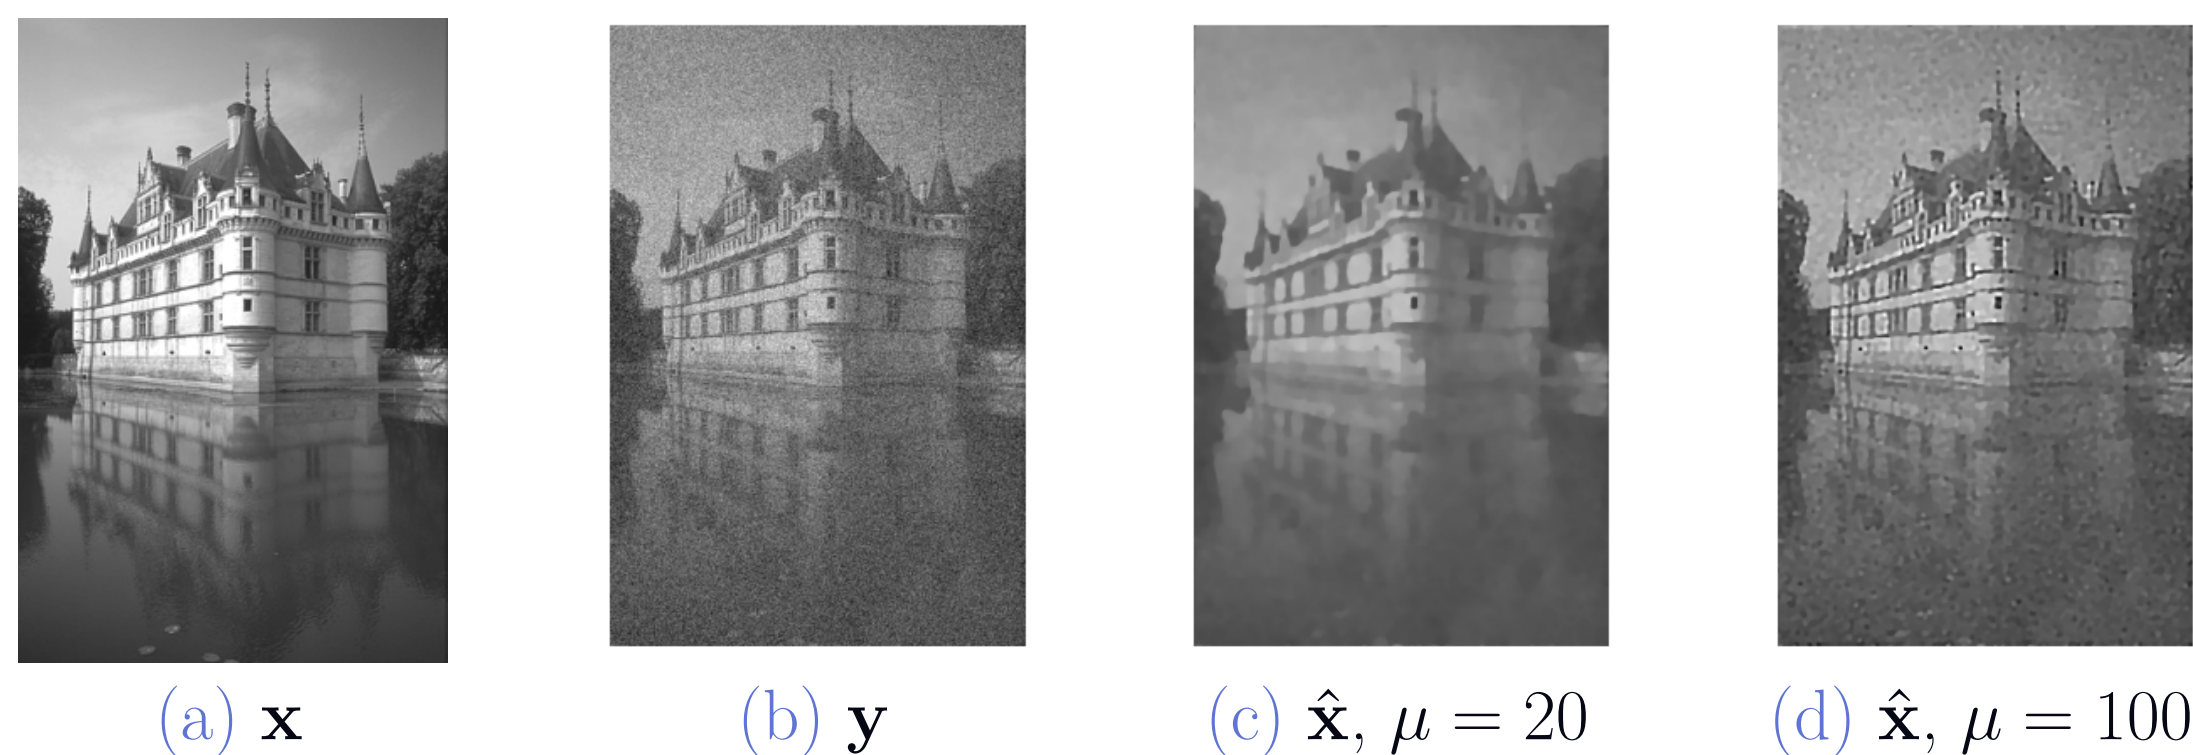 (a) x
(b) y
(c) x̂, μ = 20
(d) x̂, μ = 100